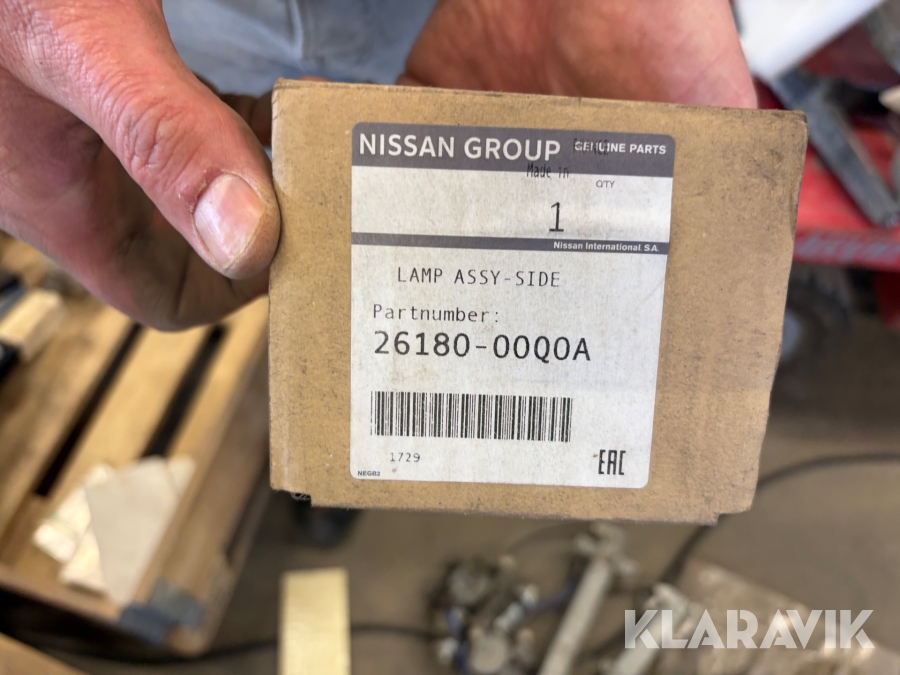 NISSAN GROUP GENUINE PARTS
Made in
QTY
1
Nissan International S.A.
LAMP ASSY-SIDE
Partnumber:
26180-00Q0A
1729
NEGB2
EAC
KLARAVIK